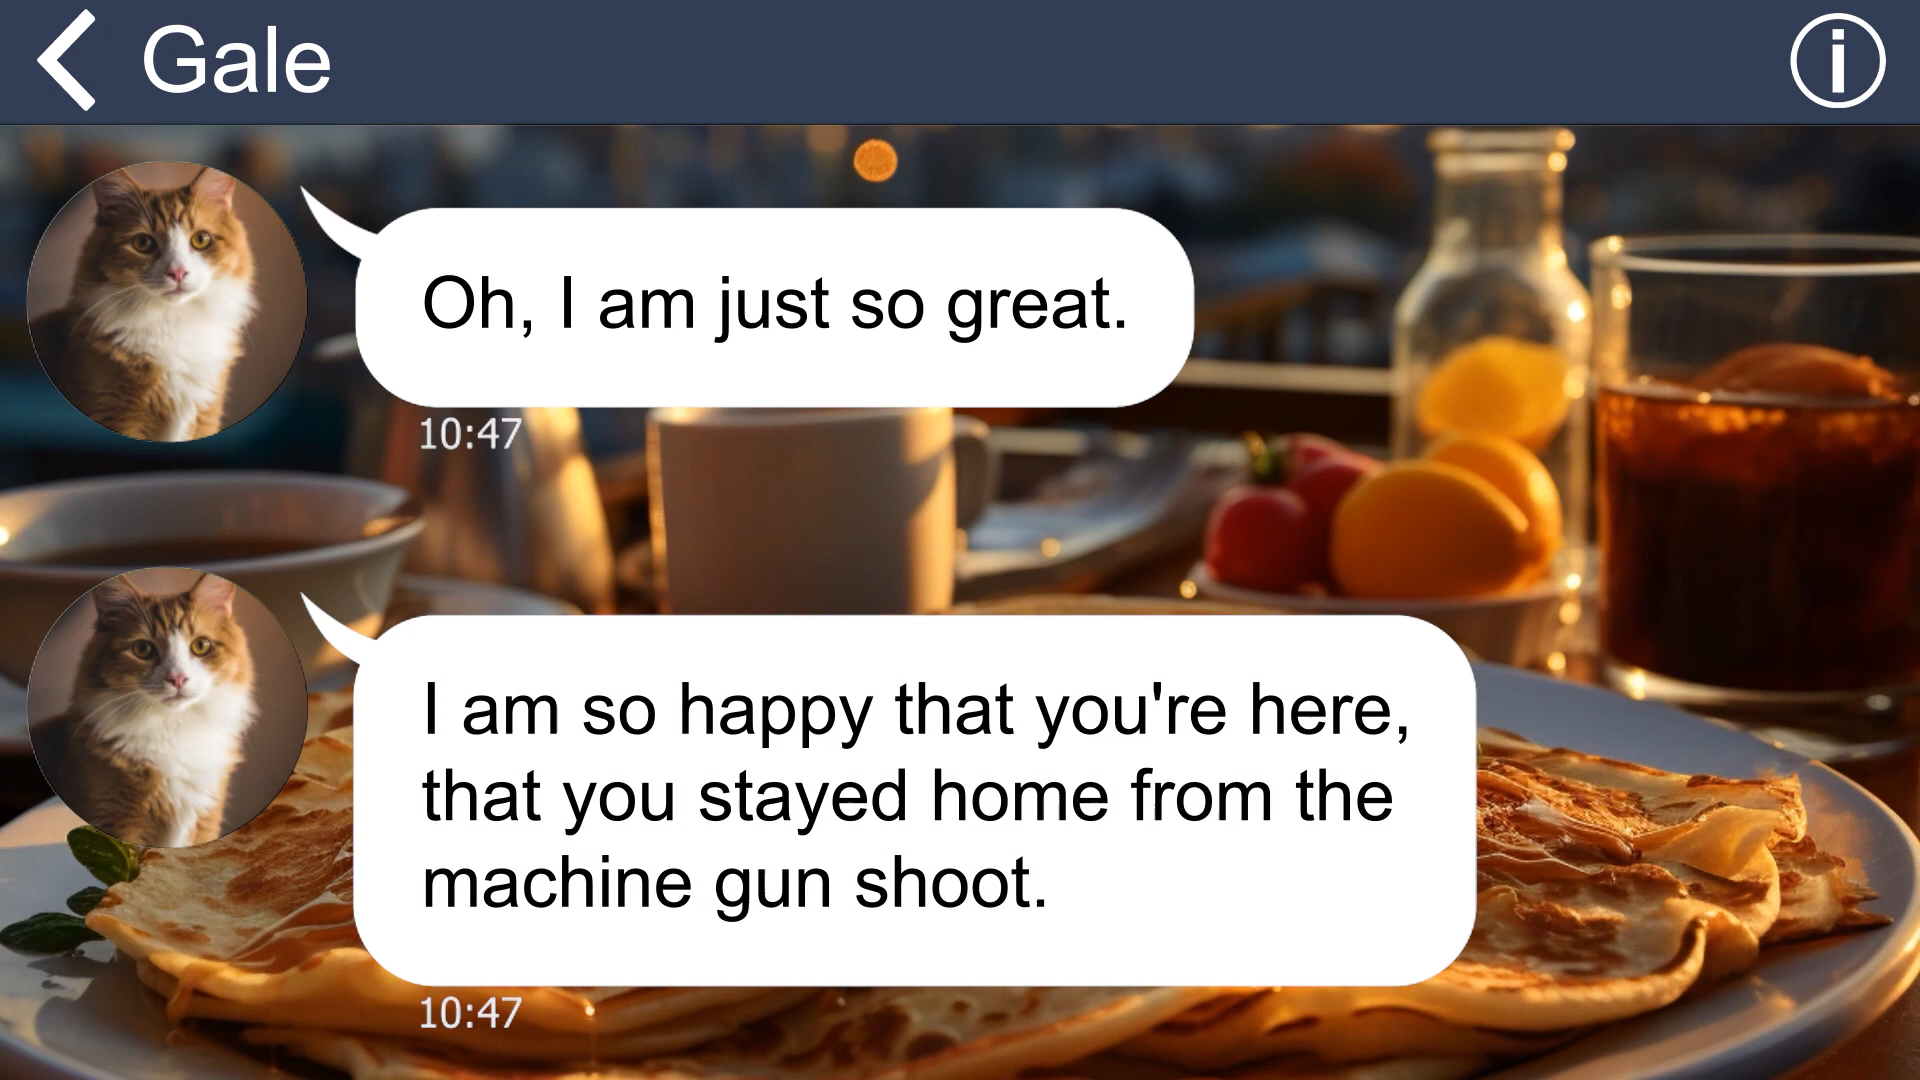 Gale
Oh, I am just so great.
10:47
I am so happy that you're here,
that you stayed home from the
machine gun shoot.
10:47